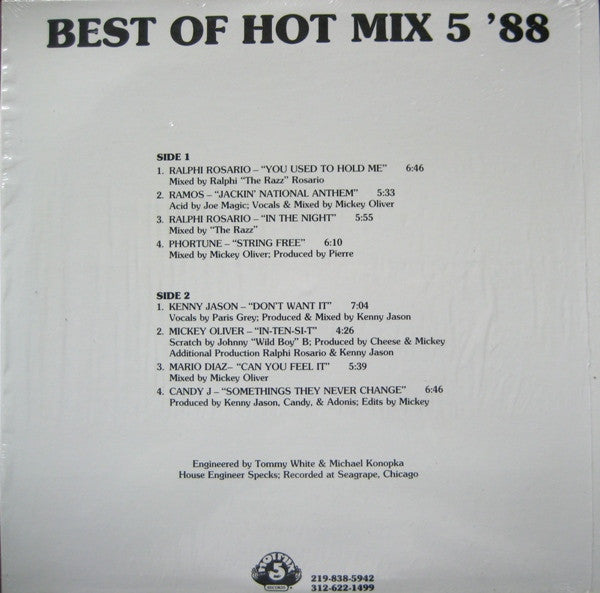 BEST OF HOT MIX 5 ’88
SIDE 1
1. RALPHI ROSARIO – “YOU USED TO HOLD ME” 6:46
Mixed by Ralphi “The Razz” Rosario
2. RAMOS – “JACKIN’ NATIONAL ANTHEM” 5:33
Acid by Joe Magic; Vocals & Mixed by Mickey Oliver
3. RALPHI ROSARIO – “IN THE NIGHT” 5:55
Mixed by “The Razz”
4. PHORTUNE – “STRING FREE” 6:10
Mixed by Mickey Oliver; Produced by Pierre
SIDE 2
1. KENNY JASON – “DON’T WANT IT” 7:04
Vocals by Paris Grey; Produced & Mixed by Kenny Jason
2. MICKEY OLIVER – “IN-TEN-SI-T” 4:26
Scratch by Johnny “Wild Boy” B; Produced by Cheese & Mickey
Additional Production Ralphi Rosario & Kenny Jason
3. MARIO DIAZ– “CAN YOU FEEL IT” 5:39
Mixed by Mickey Oliver
4. CANDY J – “SOMETHINGS THEY NEVER CHANGE” 6:46
Produced by Kenny Jason, Candy, & Adonis; Edits by Mickey
Engineered by Tommy White & Michael Konopka
House Engineer Specks; Recorded at Seagrape, Chicago
HOT MIX
5
RECORDS
219-838-5942
312-622-1499